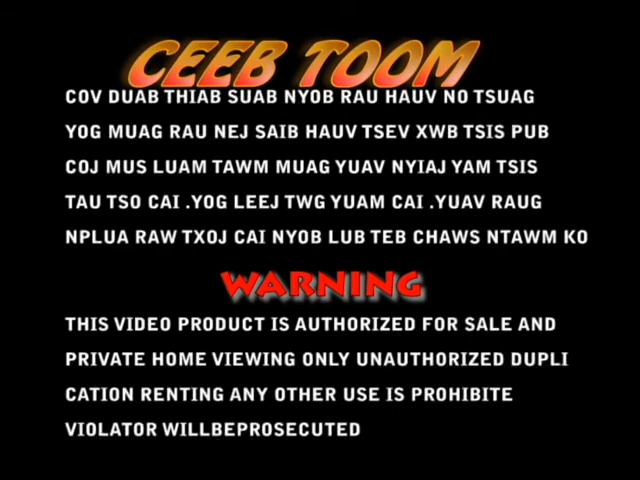 CEEB TOOM
COV DUAB THIAB SUAB NYOB RAU HAUV NO TSUAG
YOG MUAG RAU NEJ SAIB HAUV TSEV XWB TSIS PUB
COJ MUS LUAM TAWM MUAG YUAV NYIAJ YAM TSIS
TAU TSO CAI .YOG LEEJ TWG YUAM CAI .YUAV RAUG
NPLUA RAW TXOJ CAI NYOB LUB TEB CHAWS NTAWM KO
WARNING
THIS VIDEO PRODUCT IS AUTHORIZED FOR SALE AND
PRIVATE HOME VIEWING ONLY UNAUTHORIZED DUPLI
CATION RENTING ANY OTHER USE IS PROHIBITE
VIOLATOR WILLBEPROSECUTED